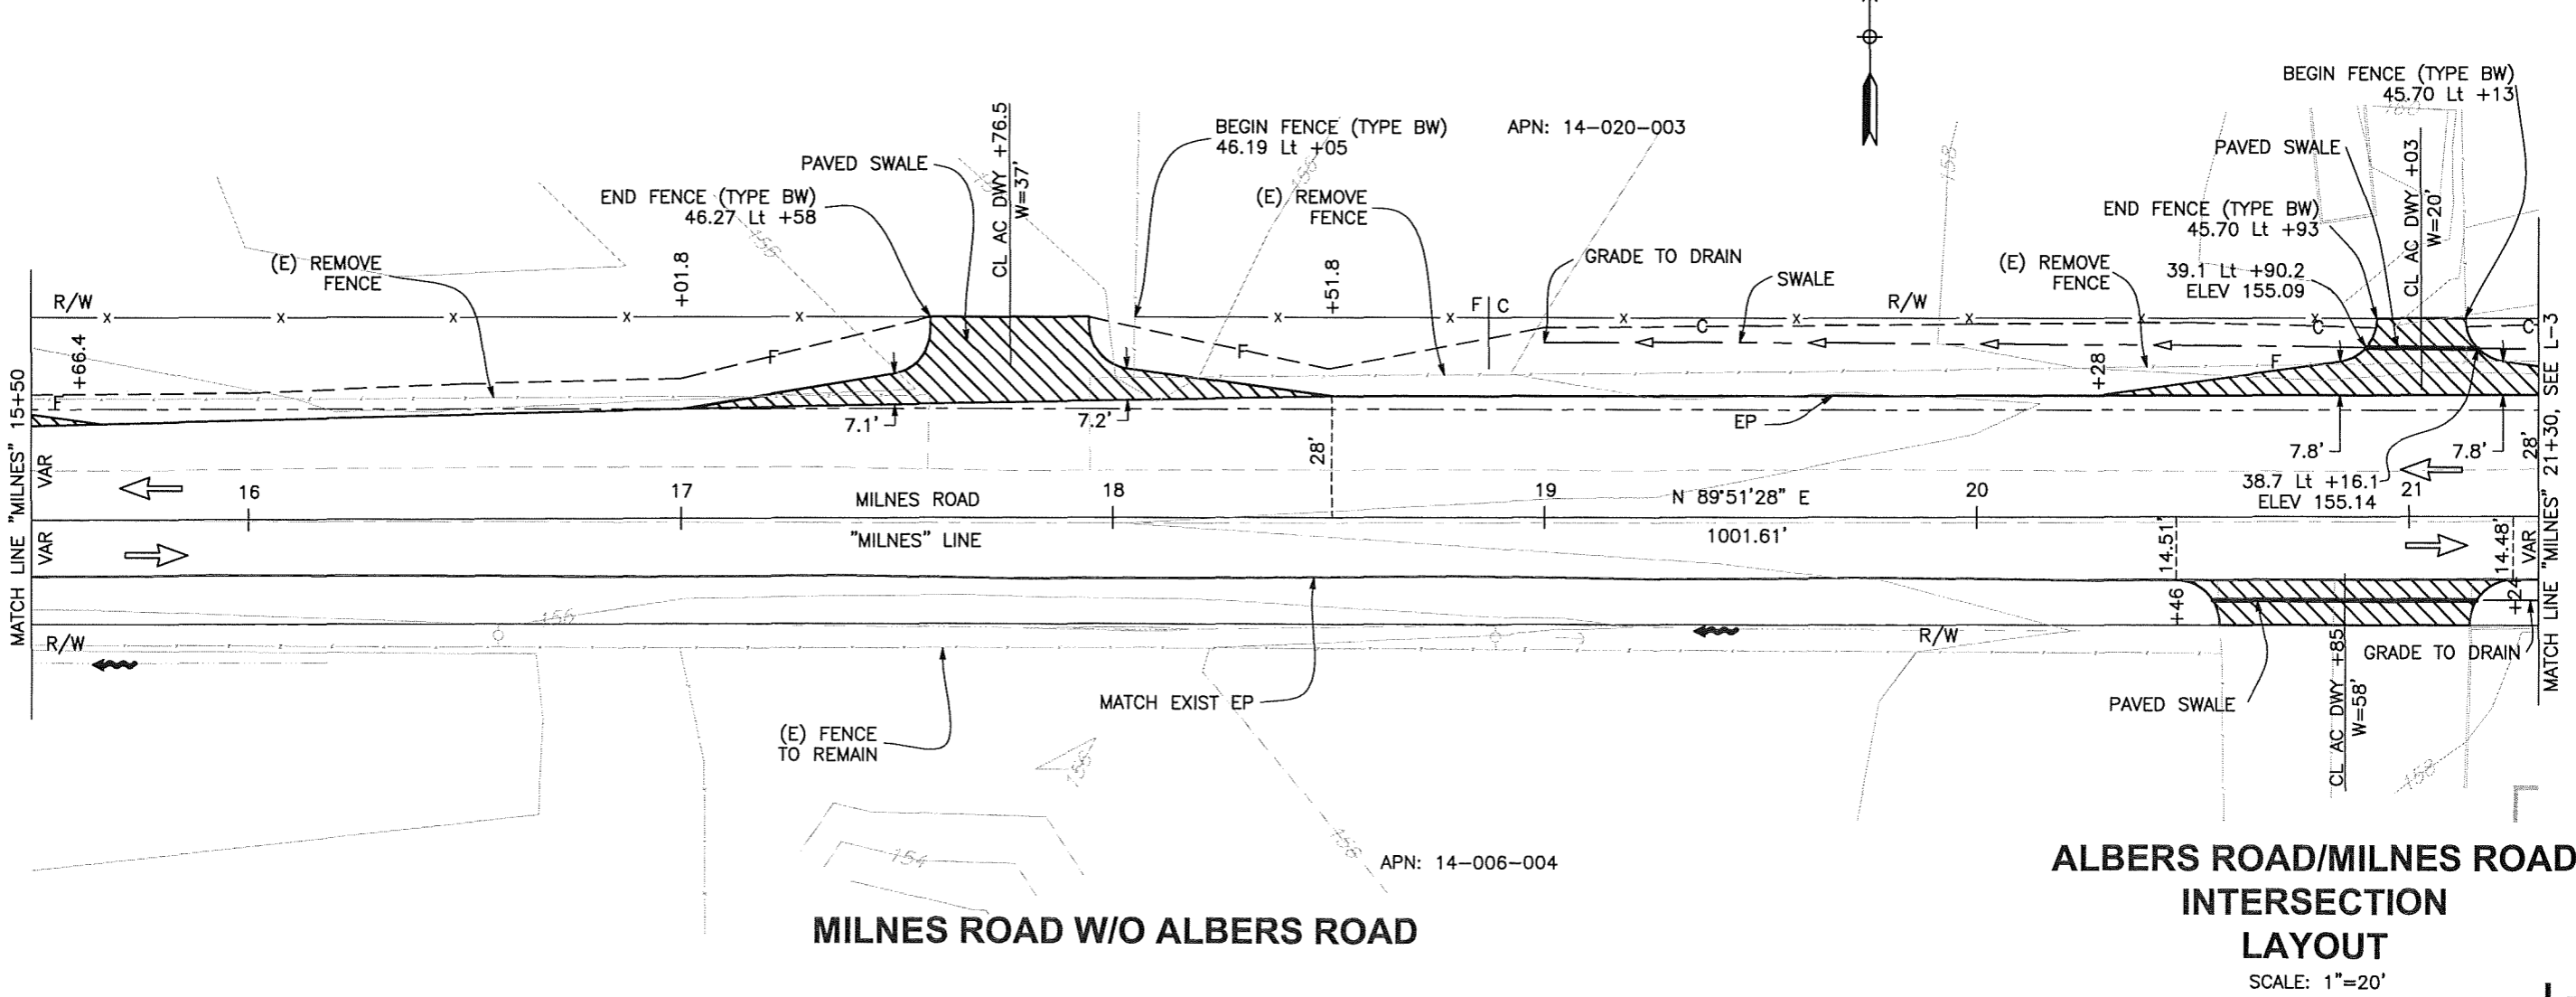 BEGIN FENCE (TYPE BW)
45.70 Lt +13
CL AC DWY +76.5
W=37'
BEGIN FENCE (TYPE BW)
46.19 Lt +05
APN: 14-020-003
PAVED SWALE
PAVED SWALE
CL AC DWY +03
W=20'
END FENCE (TYPE BW)
46.27 Lt +58
(E) REMOVE
FENCE
END FENCE (TYPE BW)
45.70 Lt +93
(E) REMOVE
FENCE
+01.8
+51.8
GRADE TO DRAIN
SWALE
(E) REMOVE
FENCE
39.1 Lt +90.2
ELEV 155.09
R/W
F C
R/W
C
C
C
+66.4
F
F
F
F
+28
156
158
158
MATCH LINE "MILNES" 15+50
VAR
7.1'
7.2'
28'
EP
7.8'
7.8'
28'
MATCH LINE "MILNES" 21+30, SEE L-3
16
17
MILNES ROAD
18
19
N 89°51'28" E
20
38.7 Lt +16.1
ELEV 155.14
21
VAR
"MILNES" LINE
1001.61'
14.51'
14.48'
VAR
156
+46
+24
R/W
R/W
GRADE TO DRAIN
CL AC DWY +85
W=58'
MATCH EXIST EP
PAVED SWALE
(E) FENCE
TO REMAIN
156
158
154
158
APN: 14-006-004
MILNES ROAD W/O ALBERS ROAD
ALBERS ROAD/MILNES ROAD
INTERSECTION
LAYOUT
SCALE: 1"=20'